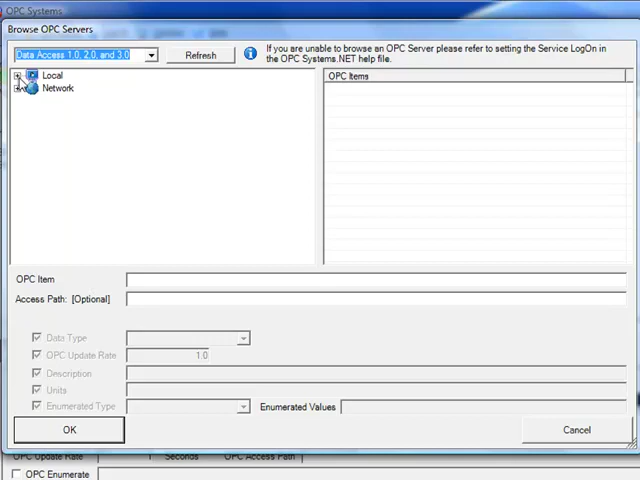 OPC Systems
Browse OPC Servers
Data Access 1.0, 2.0, and 3.0
Refresh
If you are unable to browse an OPC Server please refer to setting the Service LogOn in
the OPC Systems.NET help file.
Local
Network
OPC Items
OPC Item
Access Path: [Optional]
Data Type
OPC Update Rate
1.0
Description
Units
Enumerated Type
Enumerated Values
OK
Cancel
OPC Update Rate
Seconds
OPC Access Path
OPC Enumerate